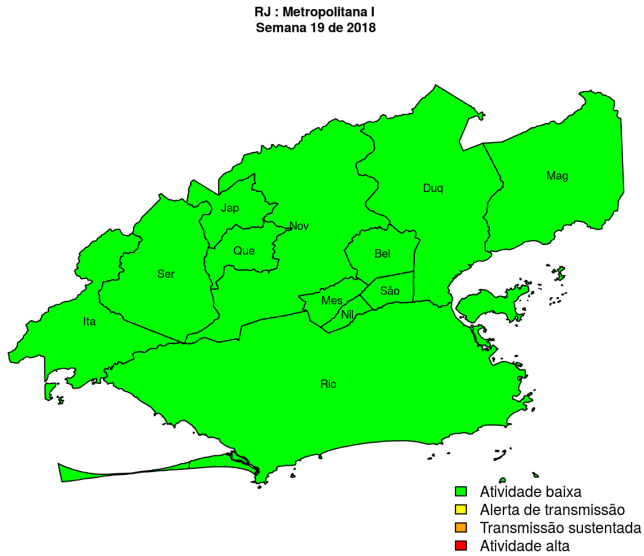 RJ : Metropolitana I
Semana 19 de 2018
Mag
Duq
Jap
Nov
Que
Bel
Ser
São
Mes
Nil
Ita
Rio
Atividade baixa
Alerta de transmissão
Transmissão sustentada
Atividade alta